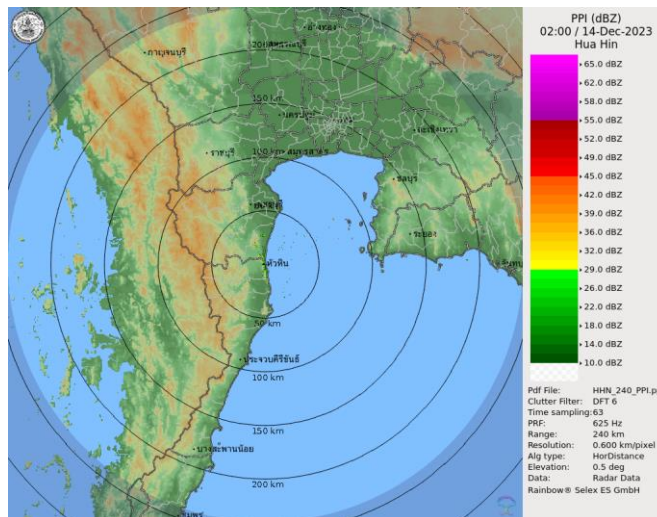 PPI (dBZ)
02:00 / 14-Dec-2023
Hua Hin
65.0 dBZ
62.0 dBZ
58.0 dBZ
55.0 dBZ
52.0 dBZ
49.0 dBZ
45.0 dBZ
42.0 dBZ
39.0 dBZ
36.0 dBZ
32.0 dBZ
29.0 dBZ
26.0 dBZ
22.0 dBZ
18.0 dBZ
14.0 dBZ
10.0 dBZ
Pdf File: HHN_240_PPI.p
Clutter Filter: DFT 6
Time sampling:63
PRF: 625 Hz
Range: 240 km
Resolution: 0.600 km/pixel
Alg type: HorDistance
Elevation: 0.5 deg
Data: Radar Data
Rainbow® Selex ES GmbH
อ่างทอง
กาญจนบุรี
150 km
นครปฐม
ฉะเชิงเทรา
ราชบุรี
100 km
สมุทรสาคร
ชลบุรี
ระยอง
หัวหิน
50 km
ประจวบคีรีขันธ์
100 km
150 km
บางสะพานน้อย
200 km
ชุมพร